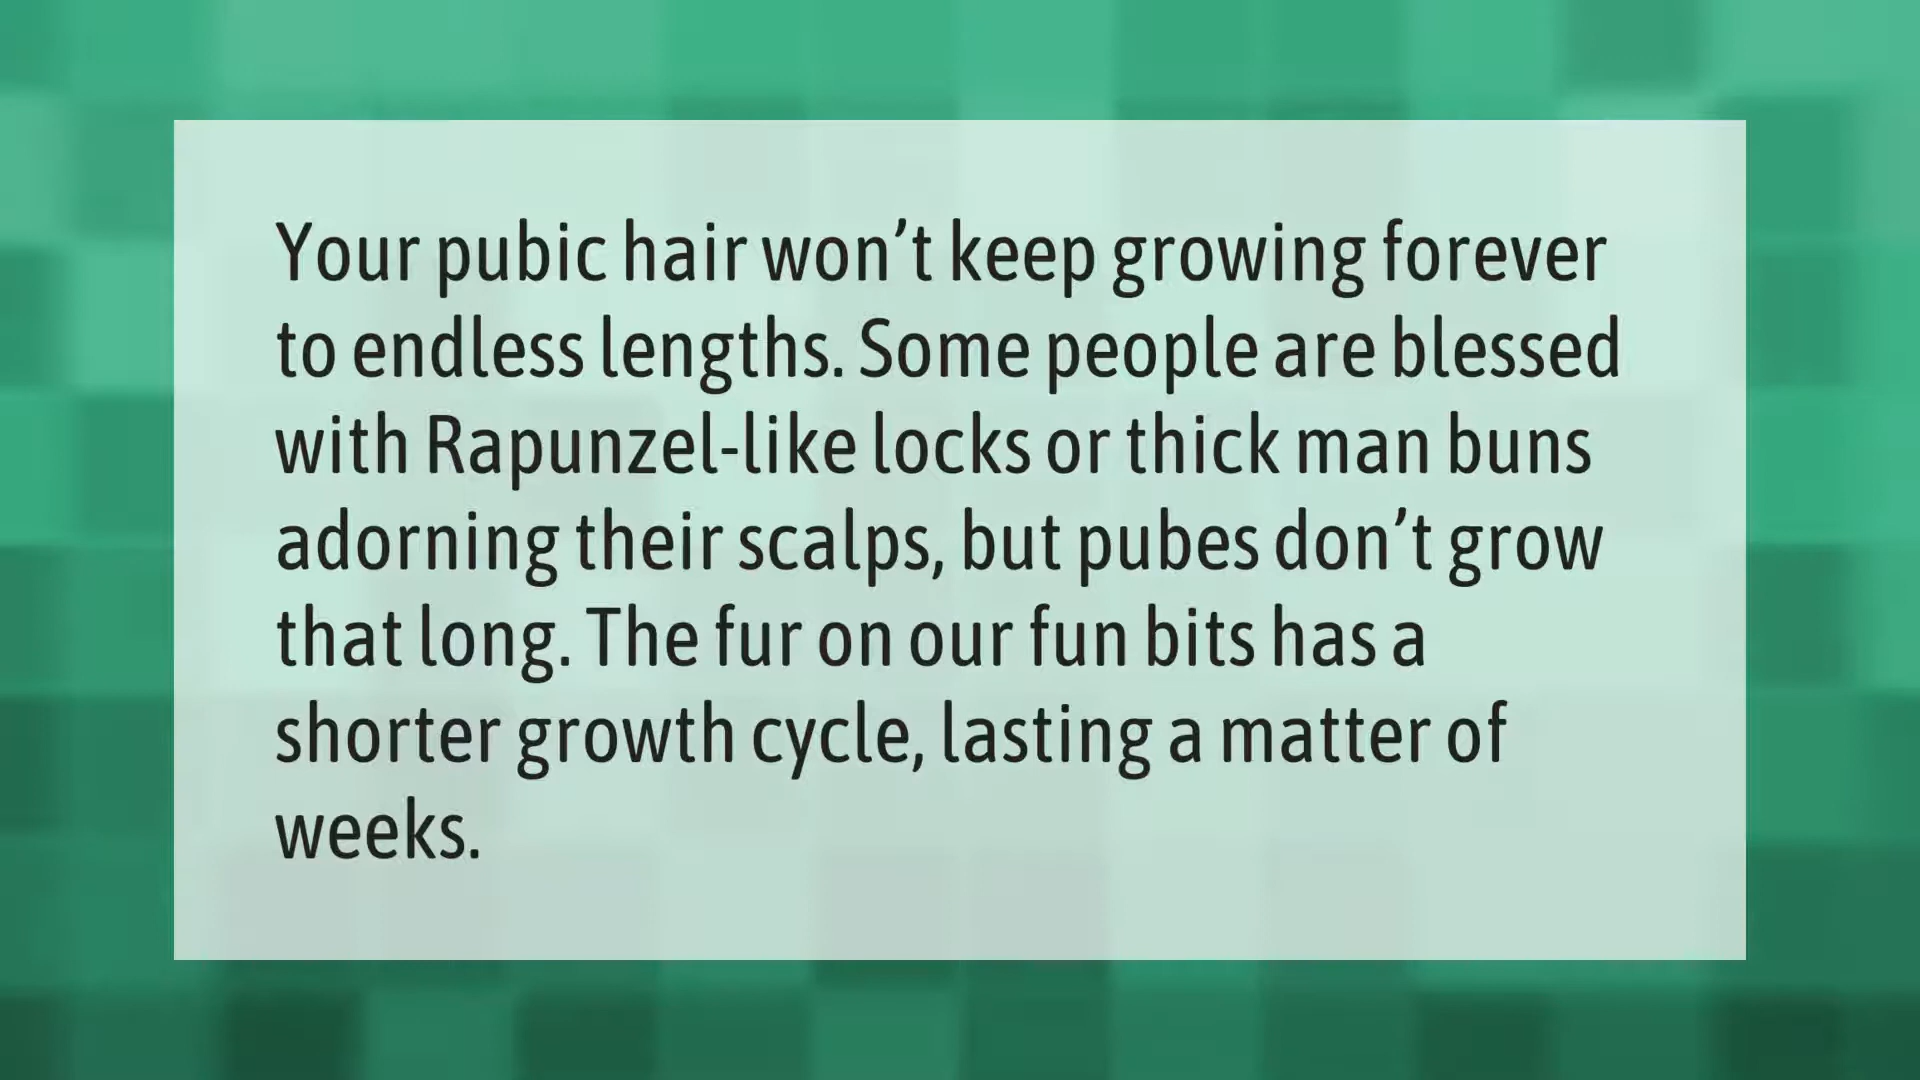 Your pubic hair won’t keep growing forever
to endless lengths. Some people are blessed
with Rapunzel-like locks or thick man buns
adorning their scalps, but pubes don’t grow
that long. The fur on our fun bits has a
shorter growth cycle, lasting a matter of
weeks.